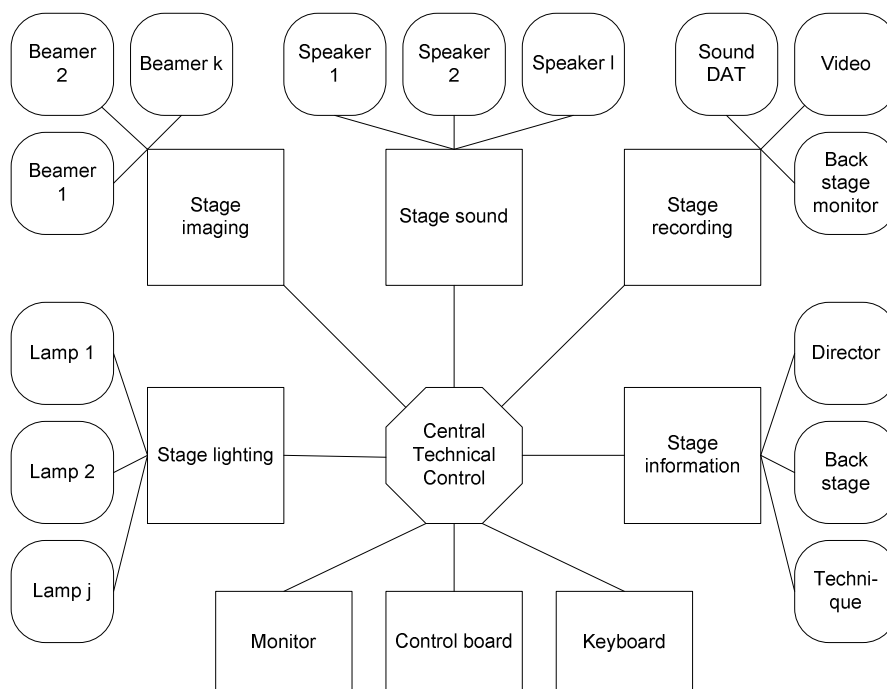 Beamer
2
Beamer k
Speaker
1
Speaker
2
Speaker l
Sound
DAT
Video
Beamer
1
Back
stage
monitor
Stage
imaging
Stage sound
Stage
recording
Lamp 1
Director
Stage lighting
Central
Technical
Control
Stage
information
Lamp 2
Back
stage
Lamp j
Techni-
que
Monitor
Control board
Keyboard